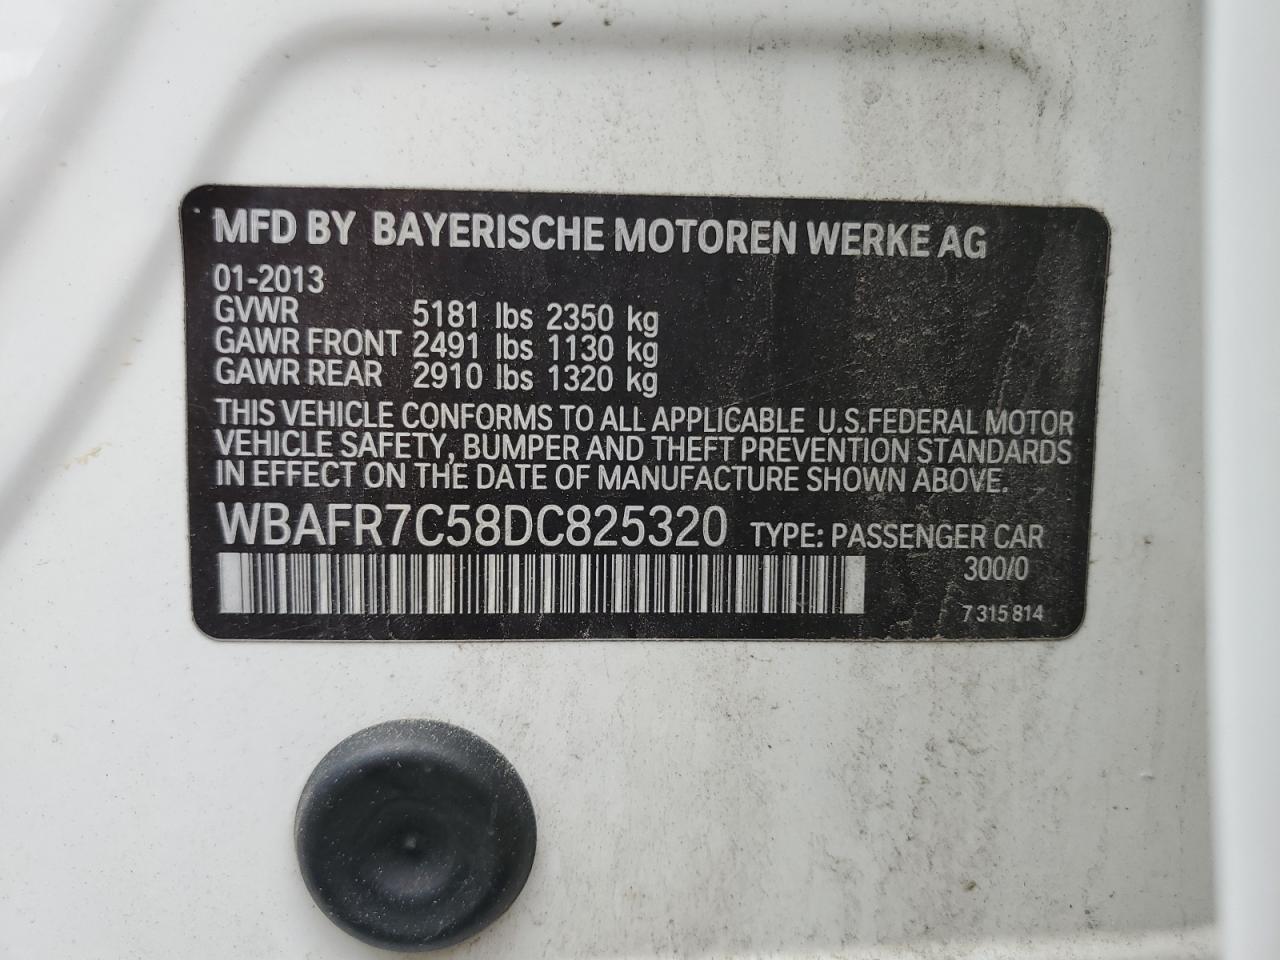 MFD BY BAYERISCHE MOTOREN WERKE AG
01-2013
GVWR 5181 lbs 2350 kg
GAWR FRONT 2491 lbs 1130 kg
GAWR REAR 2910 lbs 1320 kg
THIS VEHICLE CONFORMS TO ALL APPLICABLE U.S.FEDERAL MOTOR
VEHICLE SAFETY, BUMPER AND THEFT PREVENTION STANDARDS
IN EFFECT ON THE DATE OF MANUFACTURE SHOWN ABOVE.
WBAFR7C58DC825320 TYPE: PASSENGER CAR
300/0
7 315 814